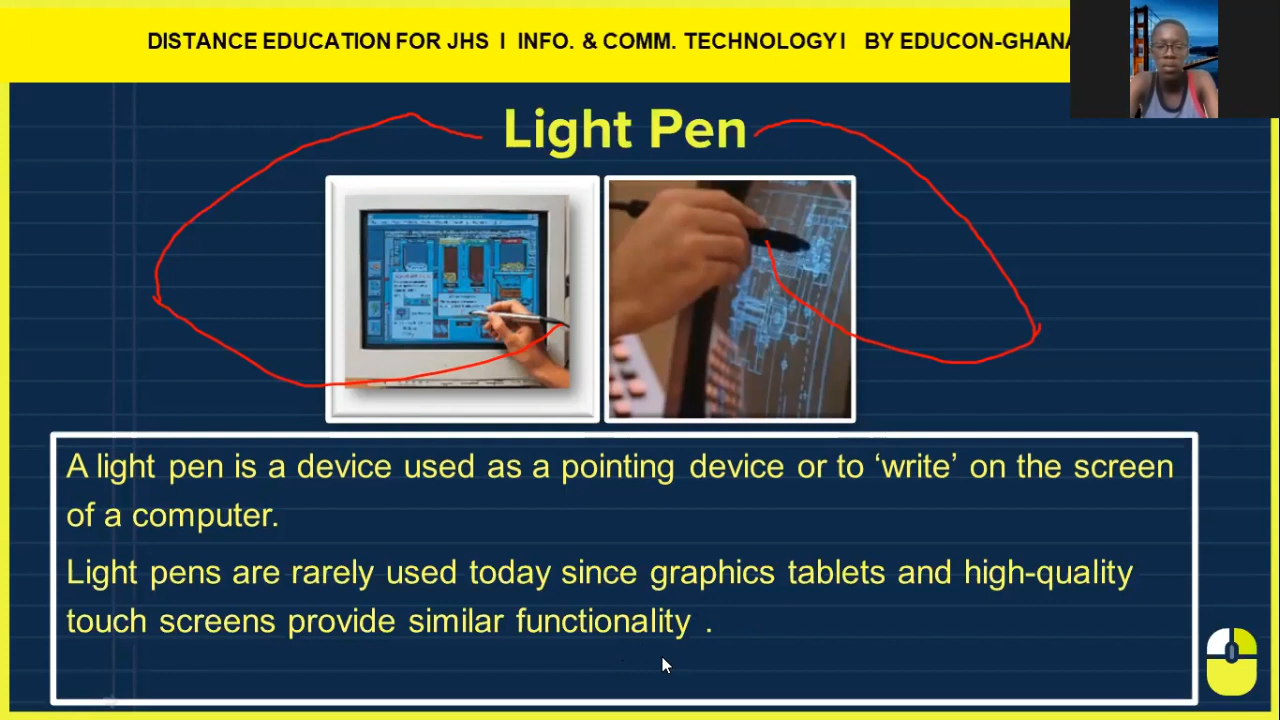 DISTANCE EDUCATION FOR JHS I INFO. & COMM. TECHNOLOGY I BY EDUCON-GHANA
Light Pen
A light pen is a device used as a pointing device or to ‘write’ on the screen
of a computer.
Light pens are rarely used today since graphics tablets and high-quality
touch screens provide similar functionality .